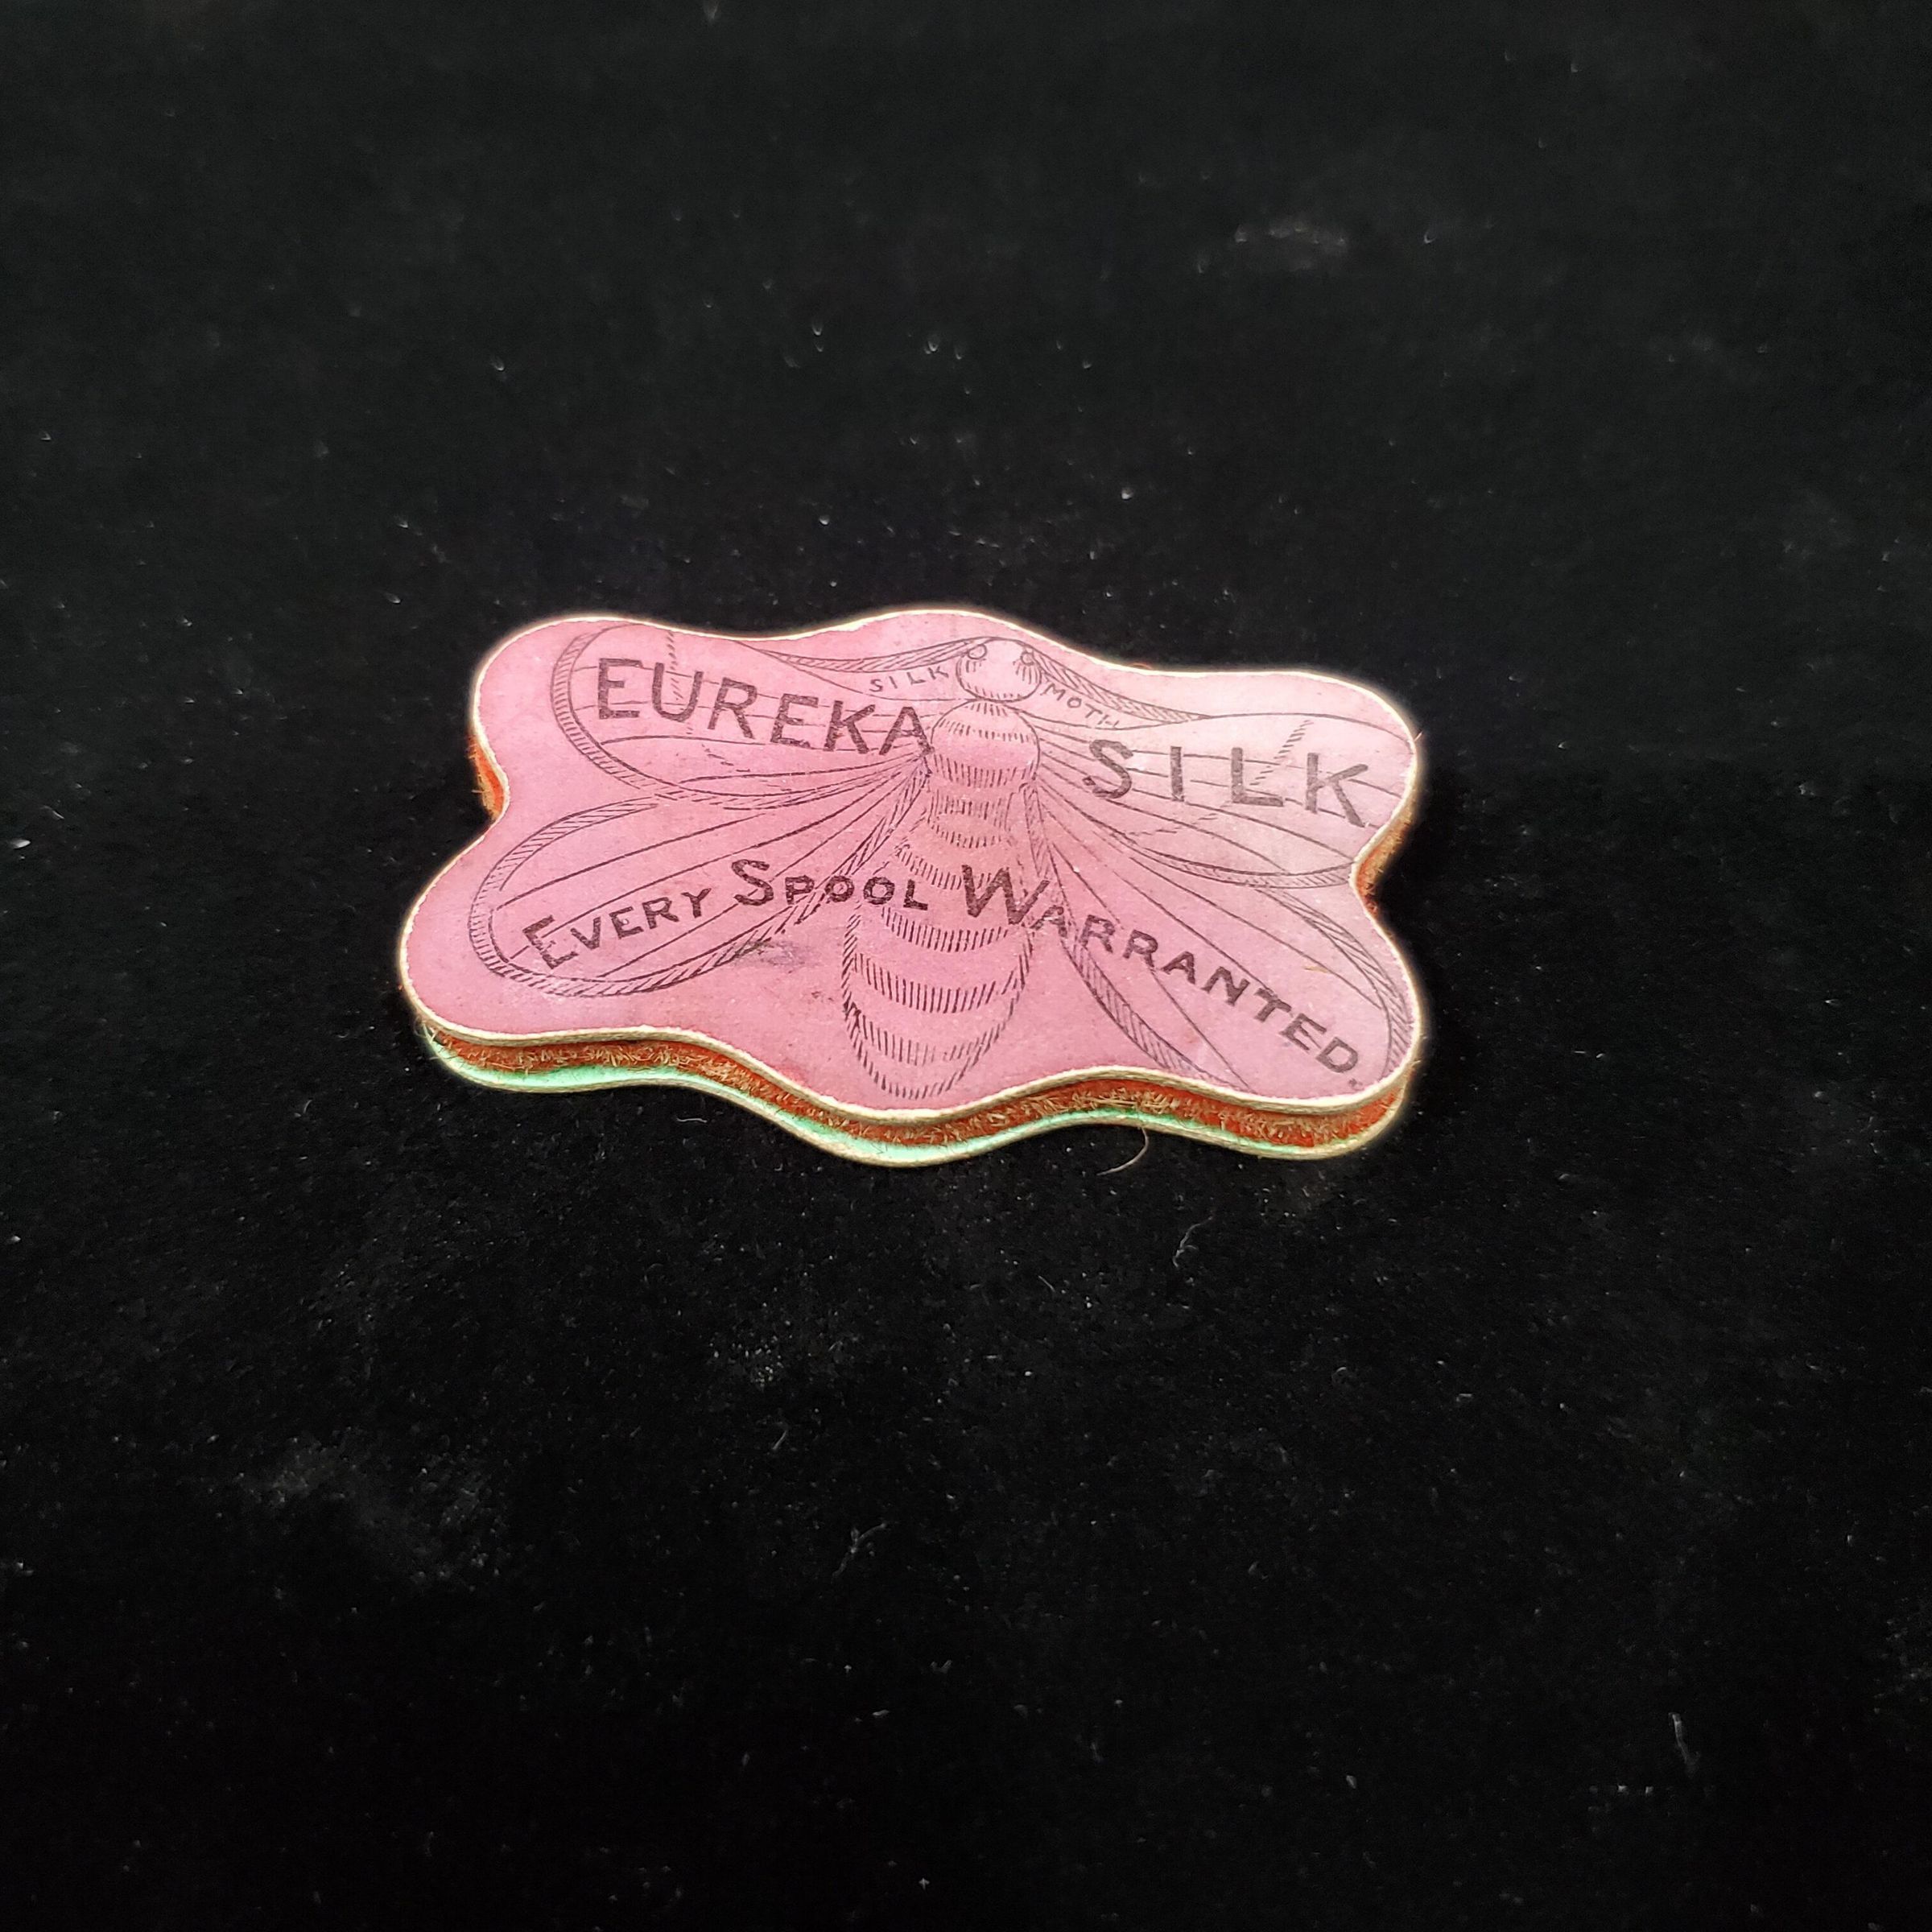 EUREKA SILK
SILK MOTH
EVERY SPOOL WARRANTED.